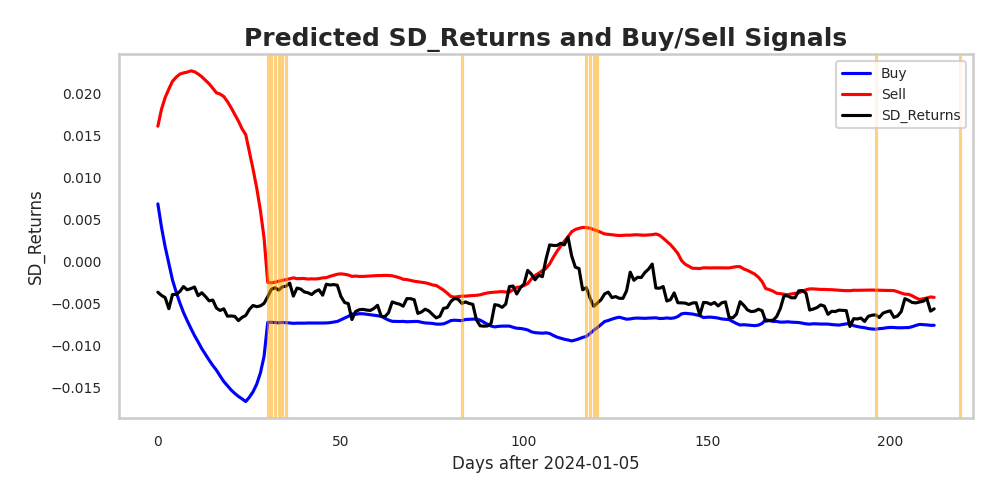 Predicted SD_Returns and Buy/Sell Signals
Buy
Sell
SD_Returns
SD_Returns
0.020
0.015
0.010
0.005
0.000
−0.005
−0.010
−0.015
0
50
100
150
200
Days after 2024-01-05